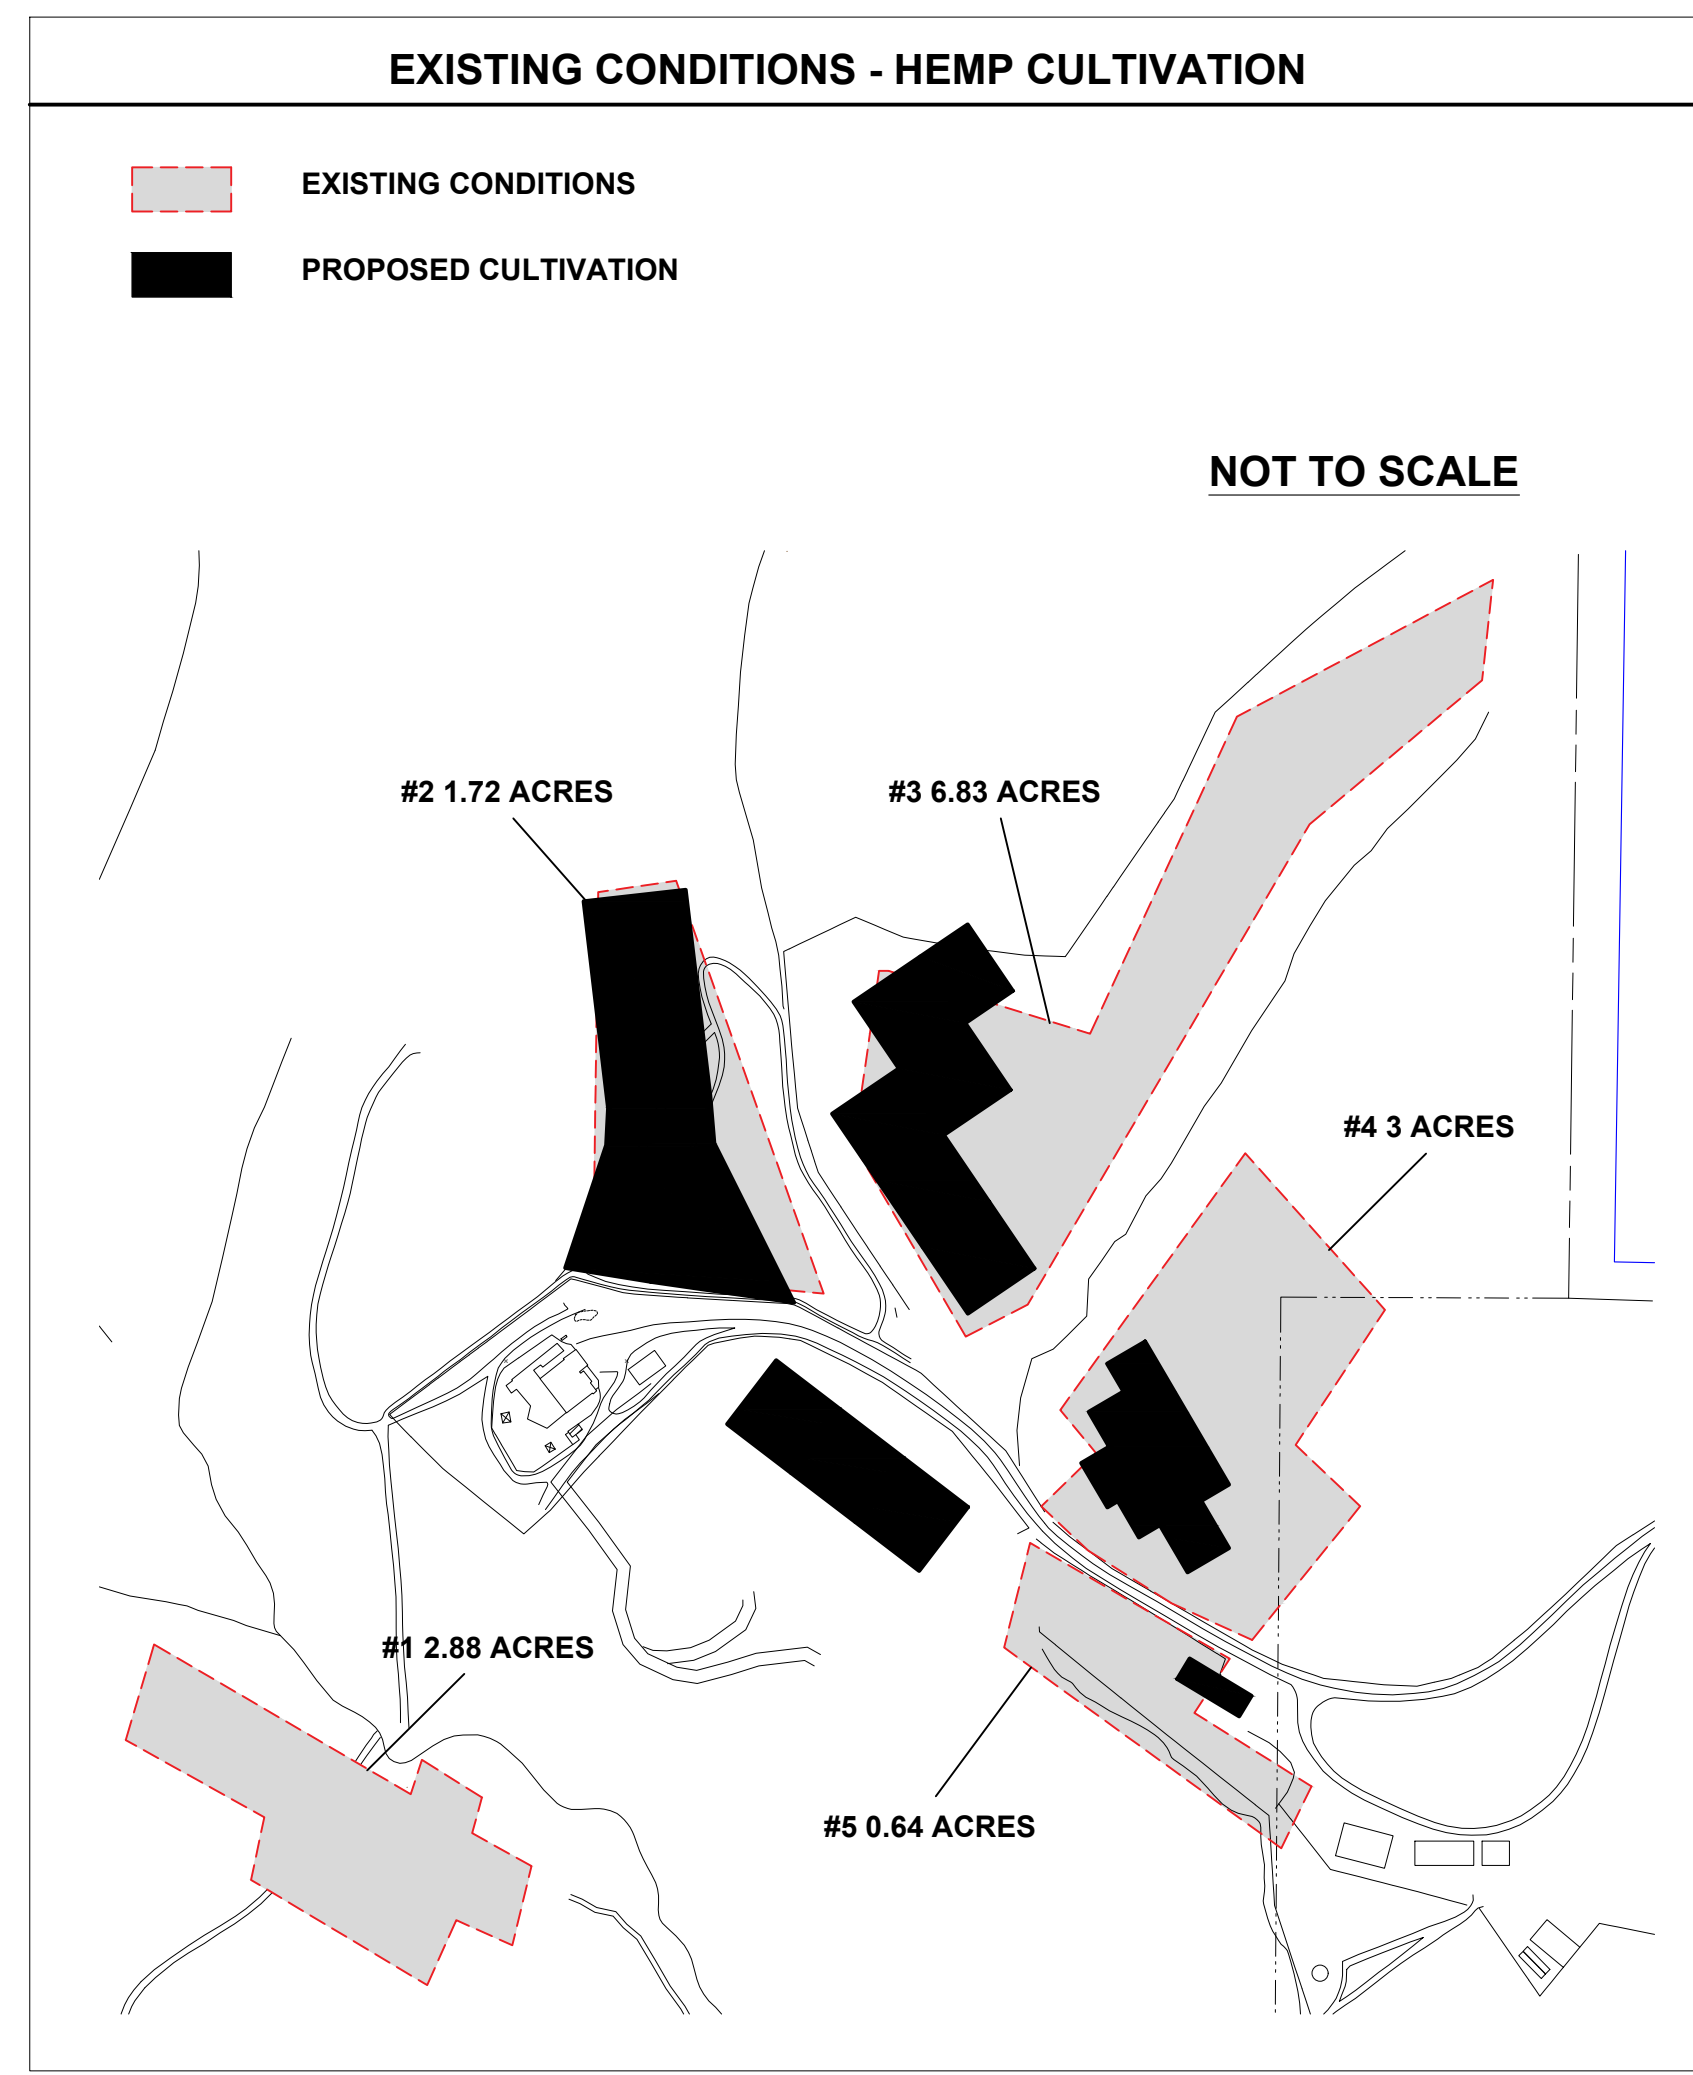 EXISTING CONDITIONS - HEMP CULTIVATION
EXISTING CONDITIONS
PROPOSED CULTIVATION
NOT TO SCALE
#2 1.72 ACRES
#3 6.83 ACRES
#4 3 ACRES
#1 2.88 ACRES
#5 0.64 ACRES